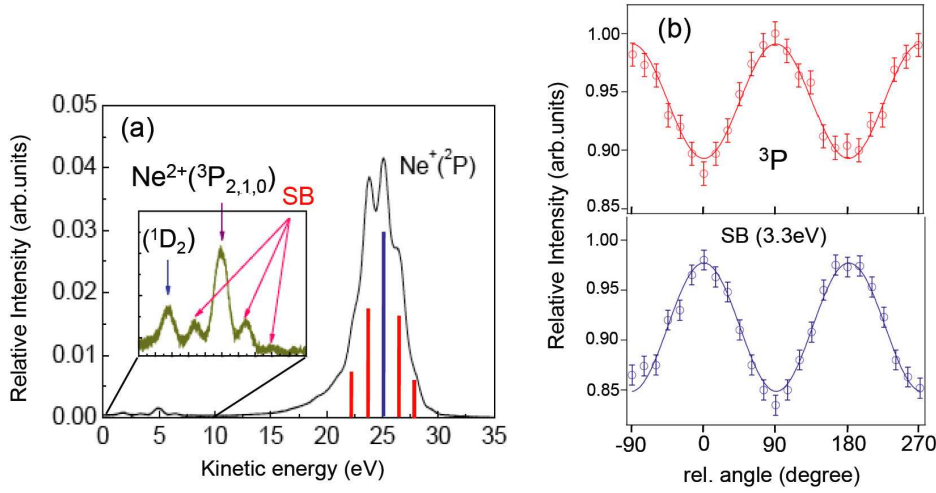 (a)
Relative Intensity (arb.units)
0.05
0.04
0.03
0.02
0.01
0.00
Ne⁺(²P)
Ne²⁺(³P₂,₁,₀)
SB
(¹D₂)
0
5
10
15
20
25
30
35
Kinetic energy (eV)
(b)
Relative Intensity (arb.units)
1.00
0.95
0.90
0.85
³P
SB (3.3eV)
1.00
0.95
0.90
0.85
-90
0
90
180
270
rel. angle (degree)